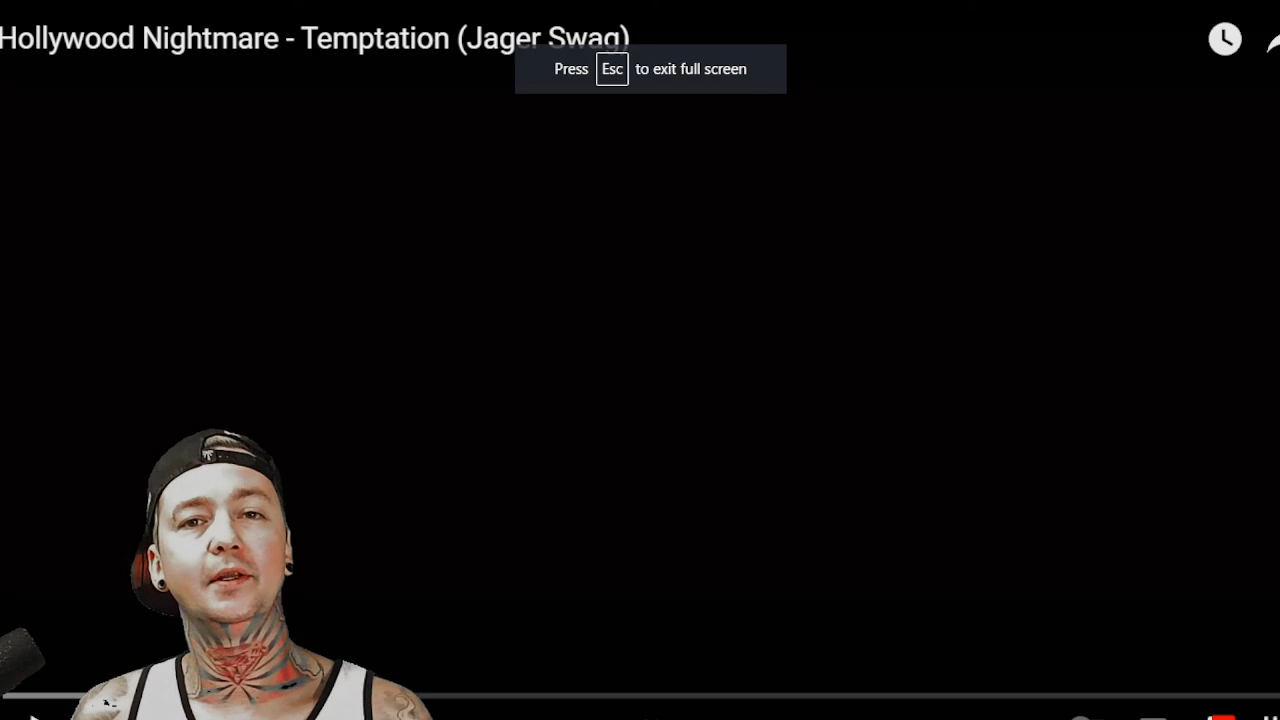 Hollywood Nightmare - Temptation (Jager Swag)
Press Esc to exit full screen